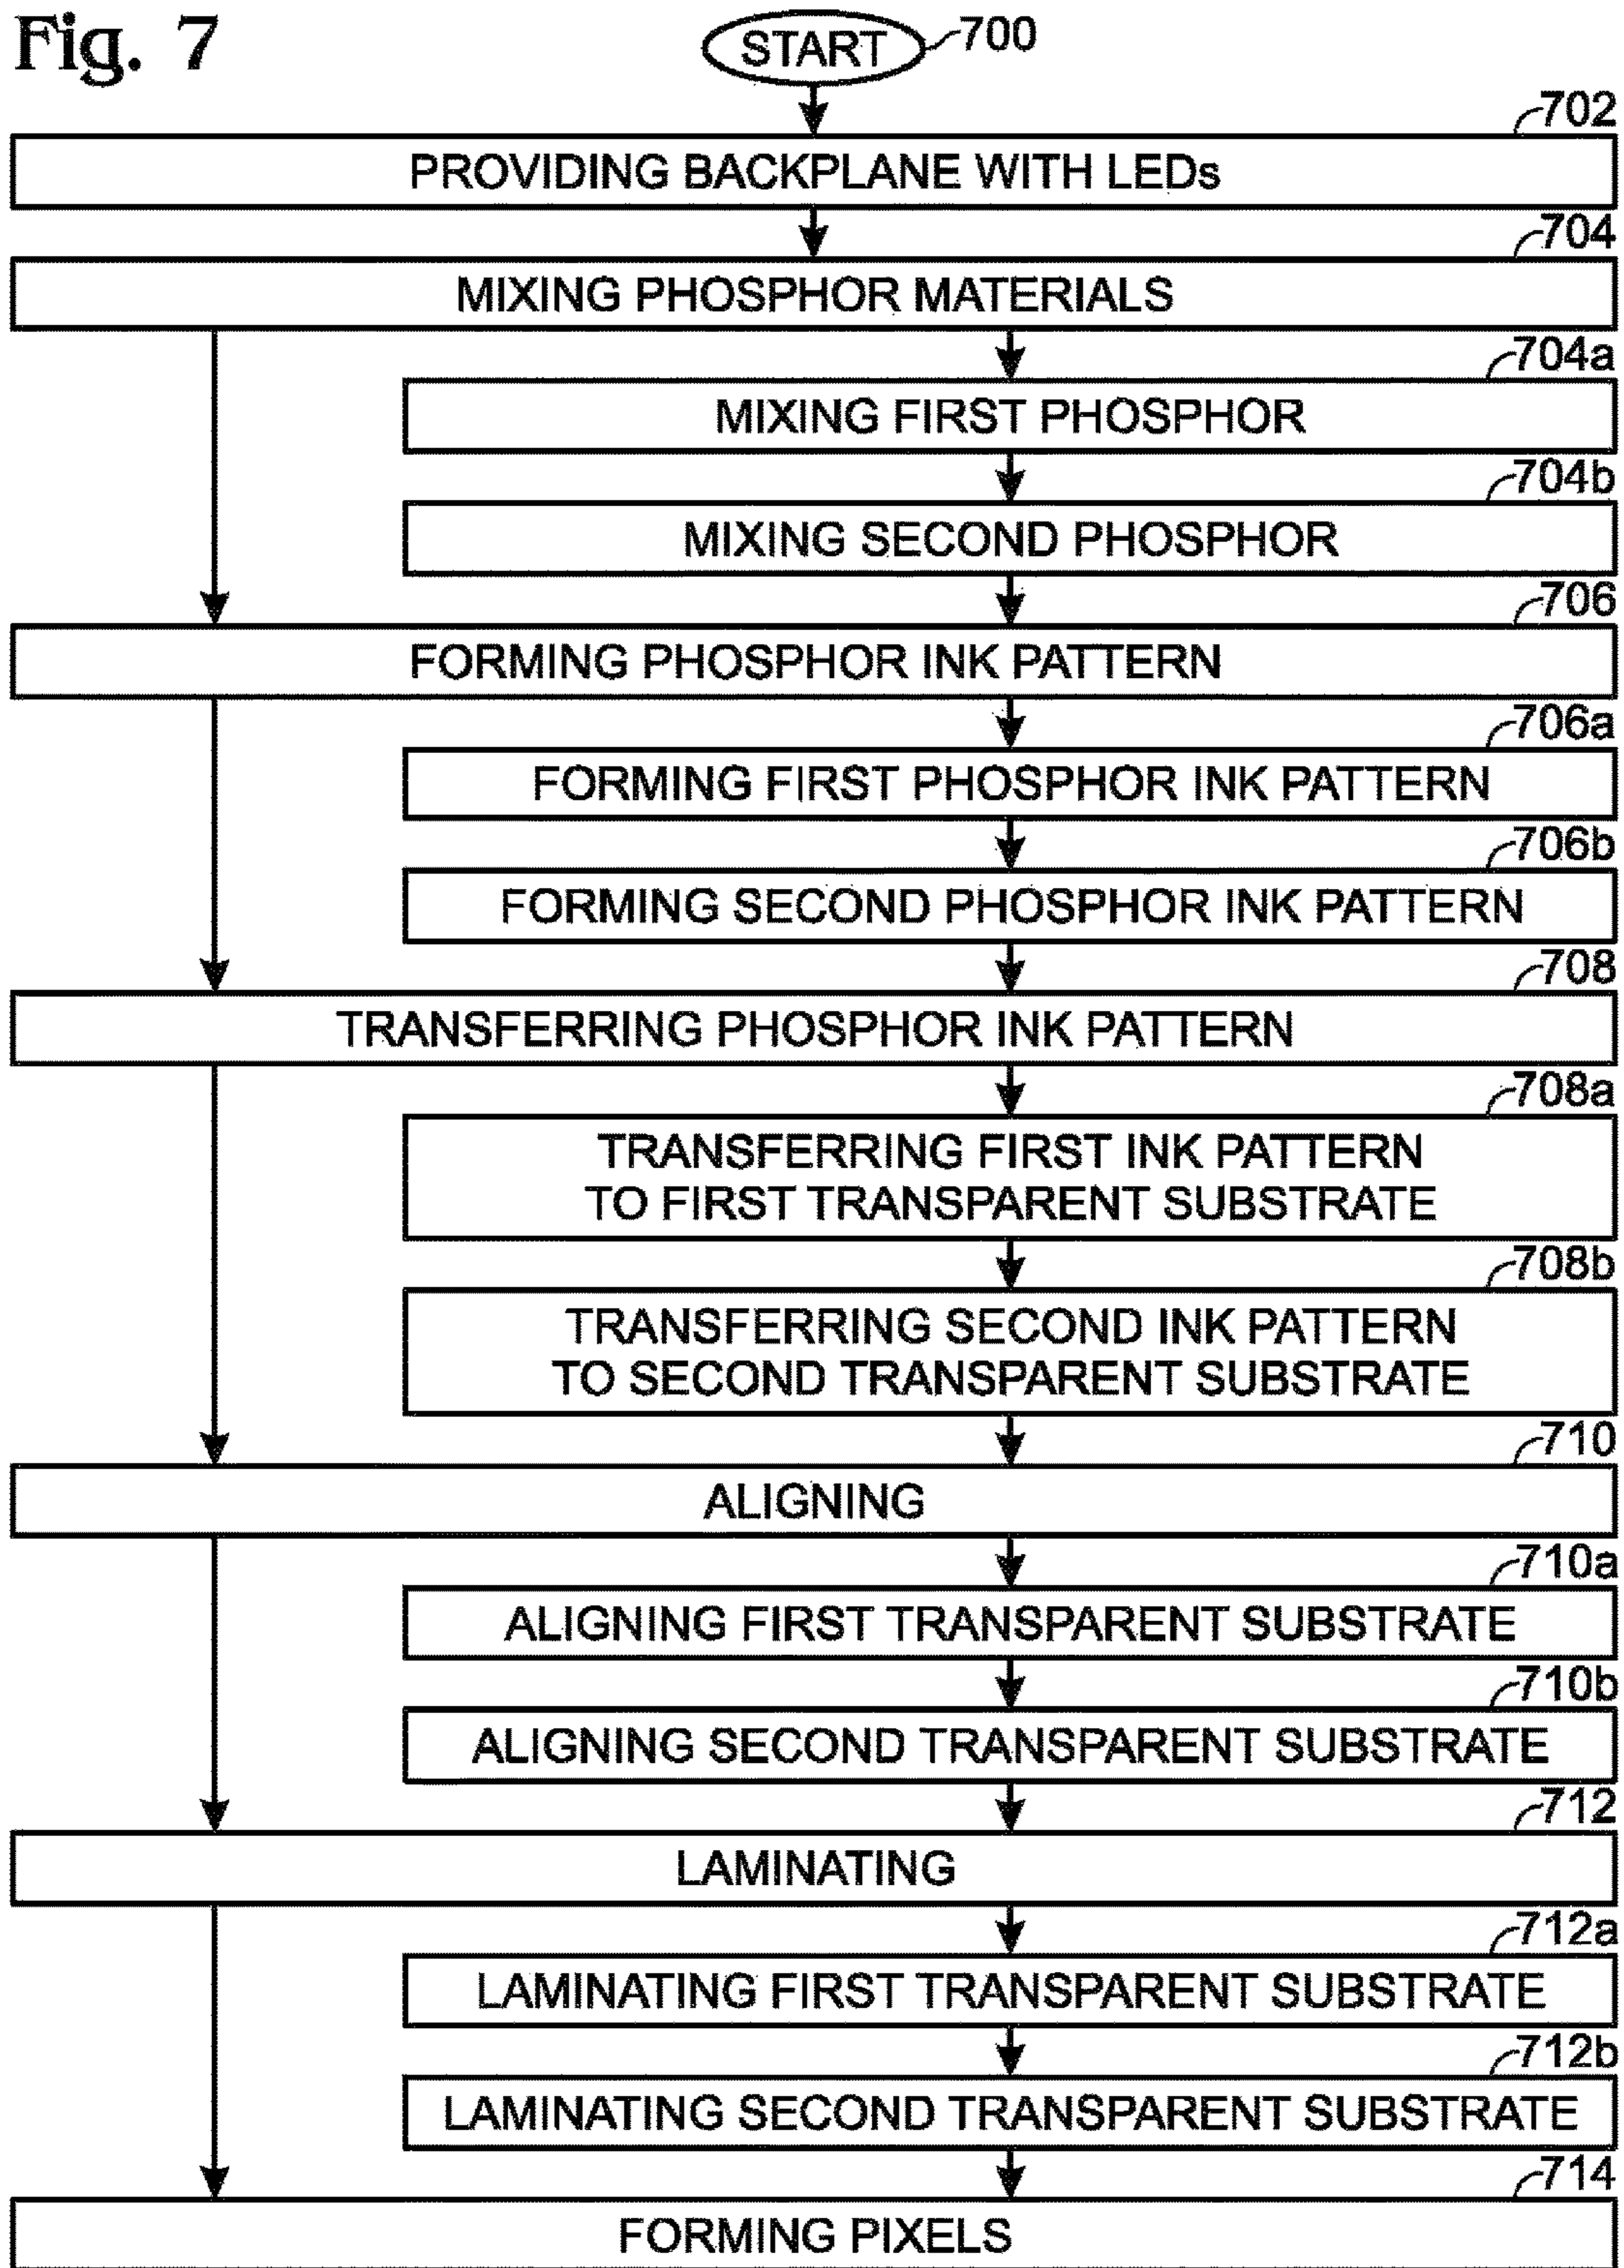 Fig. 7
START 700
702
PROVIDING BACKPLANE WITH LEDs
704
MIXING PHOSPHOR MATERIALS
704a
MIXING FIRST PHOSPHOR
704b
MIXING SECOND PHOSPHOR
706
FORMING PHOSPHOR INK PATTERN
706a
FORMING FIRST PHOSPHOR INK PATTERN
706b
FORMING SECOND PHOSPHOR INK PATTERN
708
TRANSFERRING PHOSPHOR INK PATTERN
708a
TRANSFERRING FIRST INK PATTERN
TO FIRST TRANSPARENT SUBSTRATE
708b
TRANSFERRING SECOND INK PATTERN
TO SECOND TRANSPARENT SUBSTRATE
710
ALIGNING
710a
ALIGNING FIRST TRANSPARENT SUBSTRATE
710b
ALIGNING SECOND TRANSPARENT SUBSTRATE
712
LAMINATING
712a
LAMINATING FIRST TRANSPARENT SUBSTRATE
712b
LAMINATING SECOND TRANSPARENT SUBSTRATE
714
FORMING PIXELS